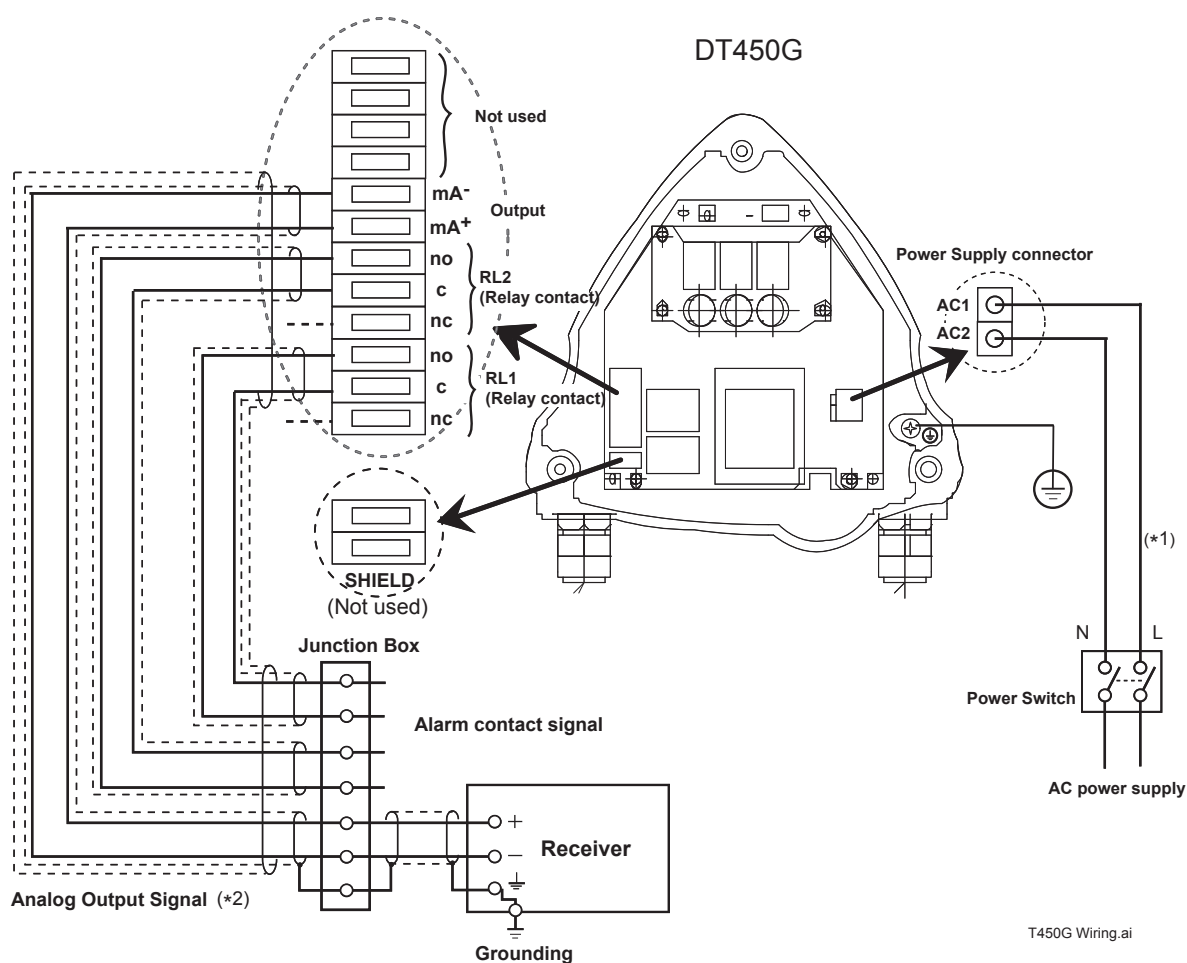 DT450G
Not used
mA-
mA+
Output
no
c
nc
RL2
(Relay contact)
no
c
nc
RL1
(Relay contact)
Power Supply connector
AC1
AC2
SHIELD
(Not used)
(*1)
N L
Power Switch
AC power supply
Junction Box
Alarm contact signal
+
−
Receiver
Analog Output Signal (*2)
Grounding
T450G Wiring.ai